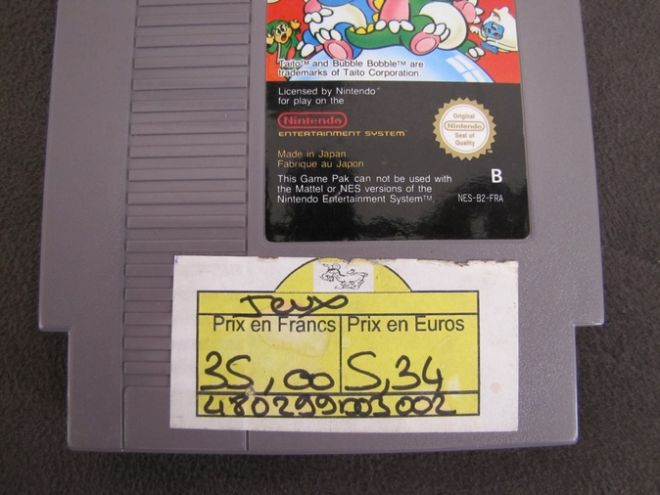 Taito™ and Bubble Bobble™ are
trademarks of Taito Corporation.
Licensed by Nintendo®
for play on the
Nintendo
ENTERTAINMENT SYSTEM™
Original
Nintendo
Seal of
Quality
Made in Japan
Fabriqué au Japon
This Game Pak can not be used with
the Mattel or NES versions of the
Nintendo Entertainment System™.
B
NES-B2-FRA
Jeux
Prix en Francs Prix en Euros
35,00 5,34
480299003002